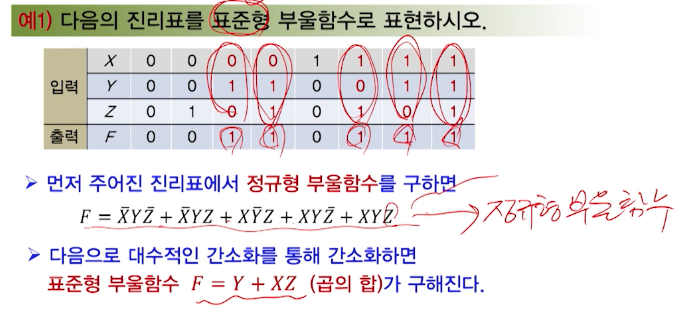 예1) 다음의 진리표를 표준형 부울함수로 표현하시오.
입력 X 0 0 0 0 1 1 1 1
Y 0 0 1 1 0 0 1 1
Z 0 1 0 1 0 1 0 1
출력 F 0 0 1 1 0 1 1 1
➤ 먼저 주어진 진리표에서 정규형 부울함수를 구하면
F = X̄YZ̄ + X̄YZ + XȲZ + XYZ̄ + XYZ → 정규형 부울함수
➤ 다음으로 대수적인 간소화를 통해 간소화하면
표준형 부울함수 F = Y + XZ (곱의 합)가 구해진다.